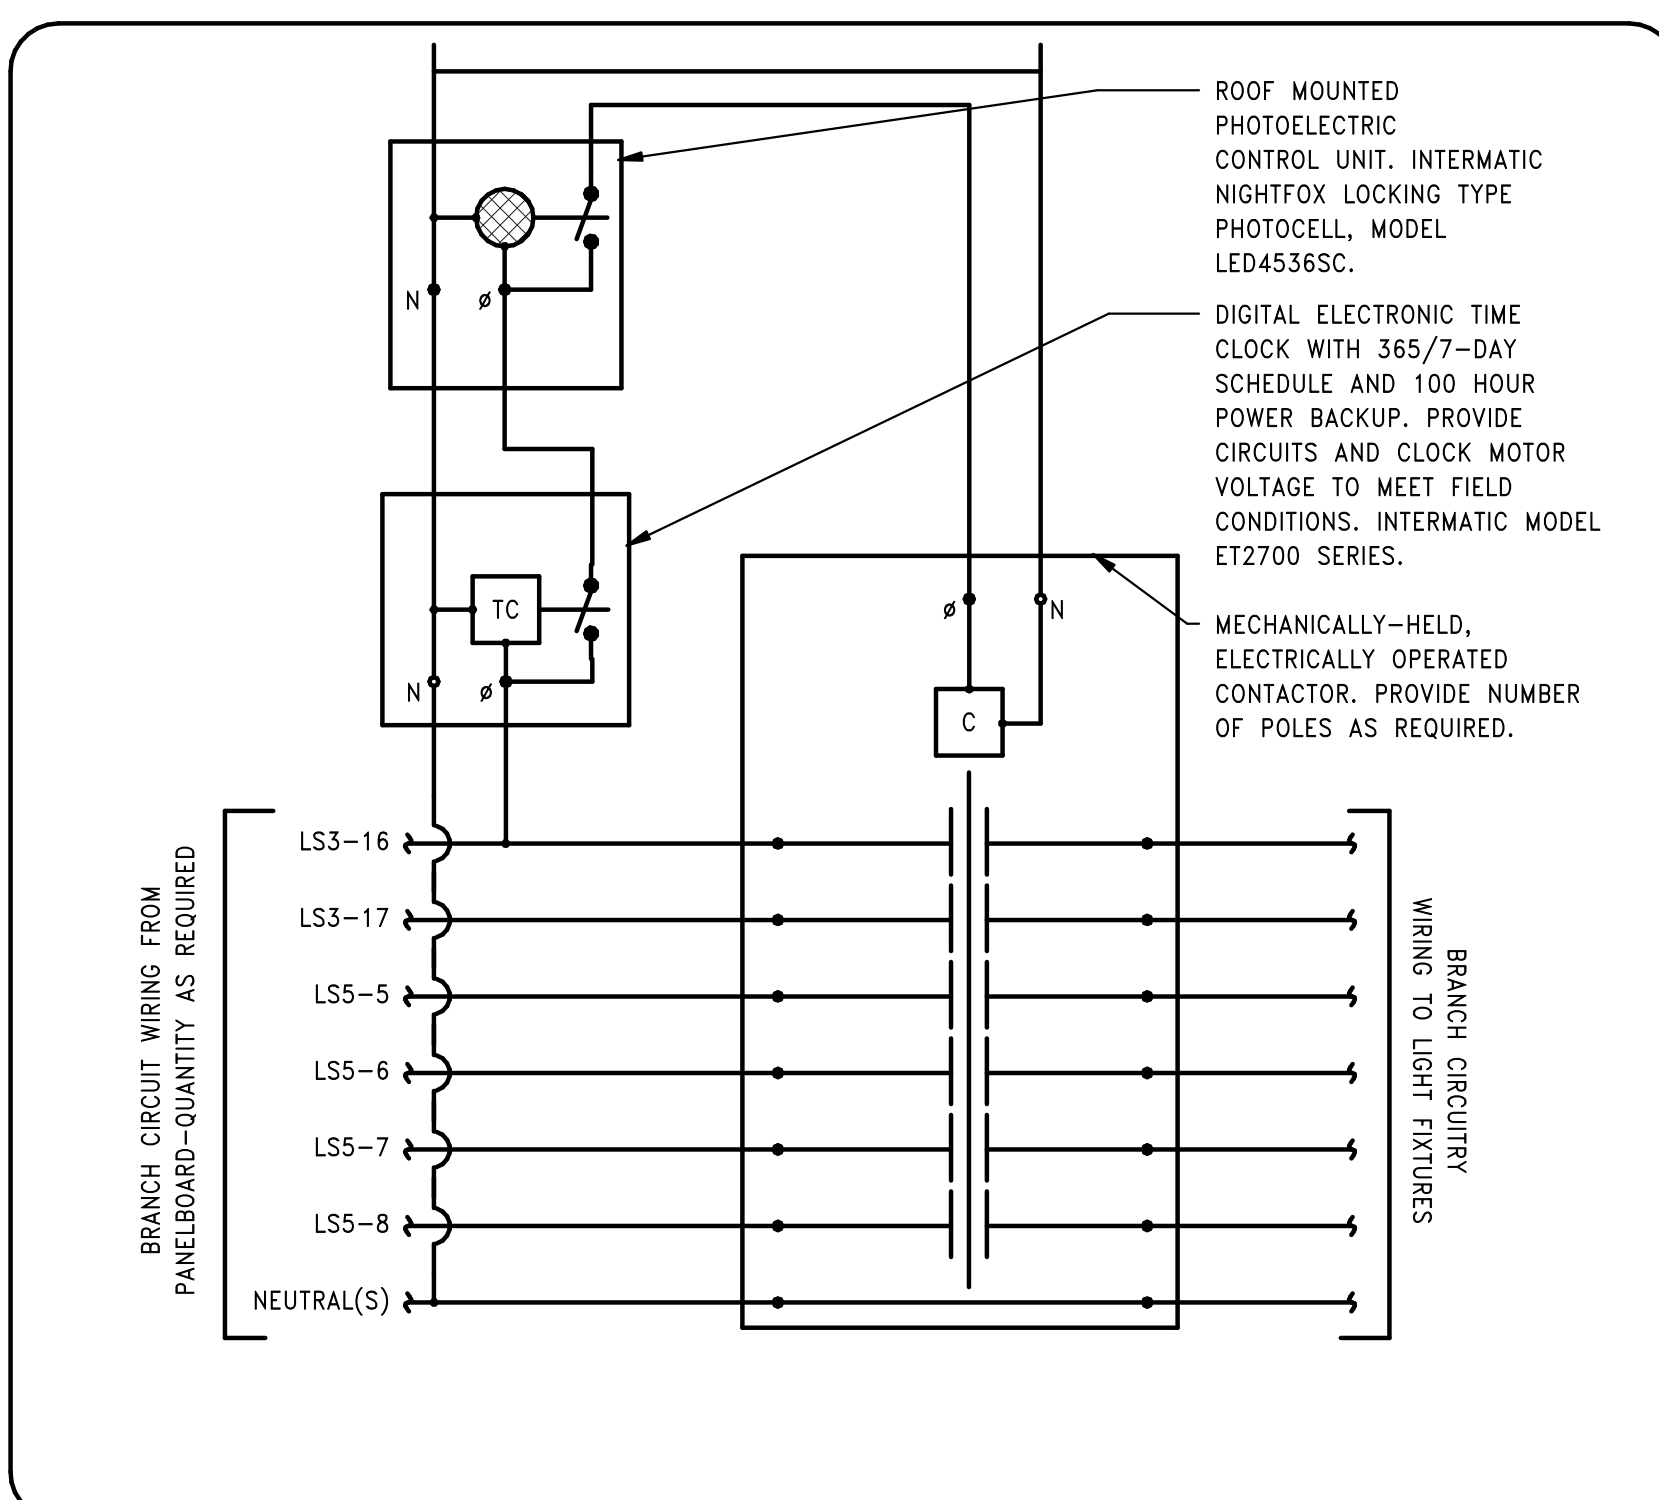 ROOF MOUNTED
PHOTOELECTRIC
CONTROL UNIT. INTERMATIC
NIGHTFOX LOCKING TYPE
PHOTOCELL, MODEL
LED4536SC.
N
ø
DIGITAL ELECTRONIC TIME
CLOCK WITH 365/7-DAY
SCHEDULE AND 100 HOUR
POWER BACKUP. PROVIDE
CIRCUITS AND CLOCK MOTOR
VOLTAGE TO MEET FIELD
CONDITIONS. INTERMATIC MODEL
ET2700 SERIES.
TC
N
ø
ø
N
MECHANICALLY-HELD,
ELECTRICALLY OPERATED
CONTACTOR. PROVIDE NUMBER
OF POLES AS REQUIRED.
C
BRANCH CIRCUIT WIRING FROM
PANELBOARD-QUANTITY AS REQUIRED
LS3-16
LS3-17
LS5-5
LS5-6
LS5-7
LS5-8
NEUTRAL(S)
BRANCH CIRCUITRY
WIRING TO LIGHT FIXTURES